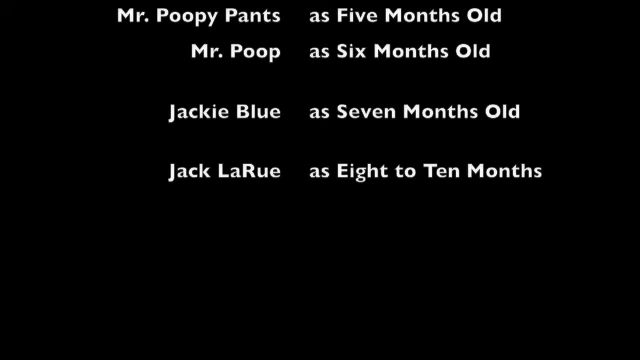 Mr. Poopy Pants as Five Months Old
Mr. Poop as Six Months Old
Jackie Blue as Seven Months Old
Jack LaRue as Eight to Ten Months